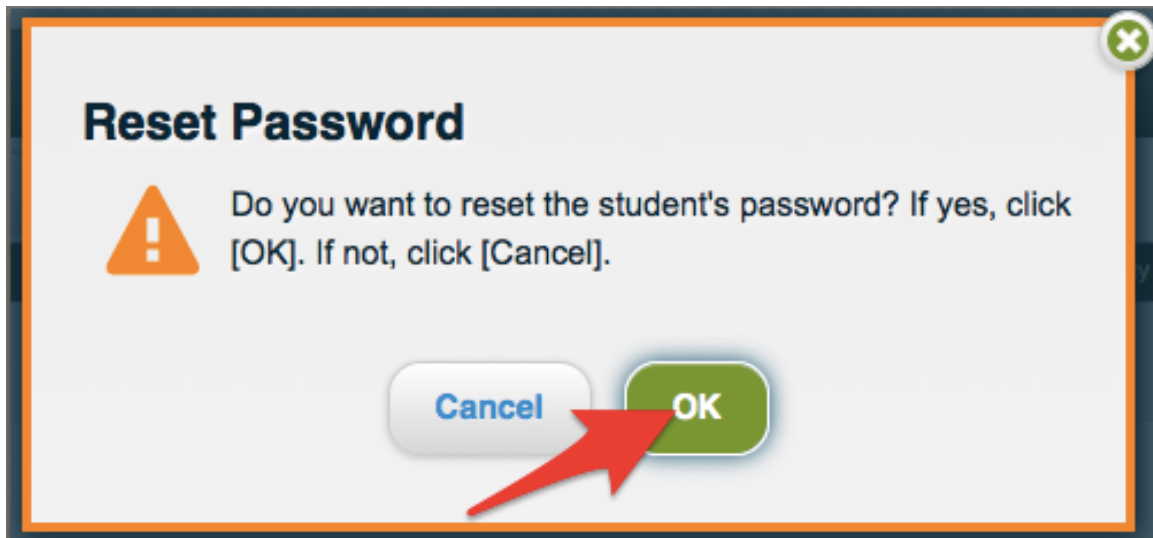 Reset Password
Do you want to reset the student's password? If yes, click
[OK]. If not, click [Cancel].
Cancel
OK